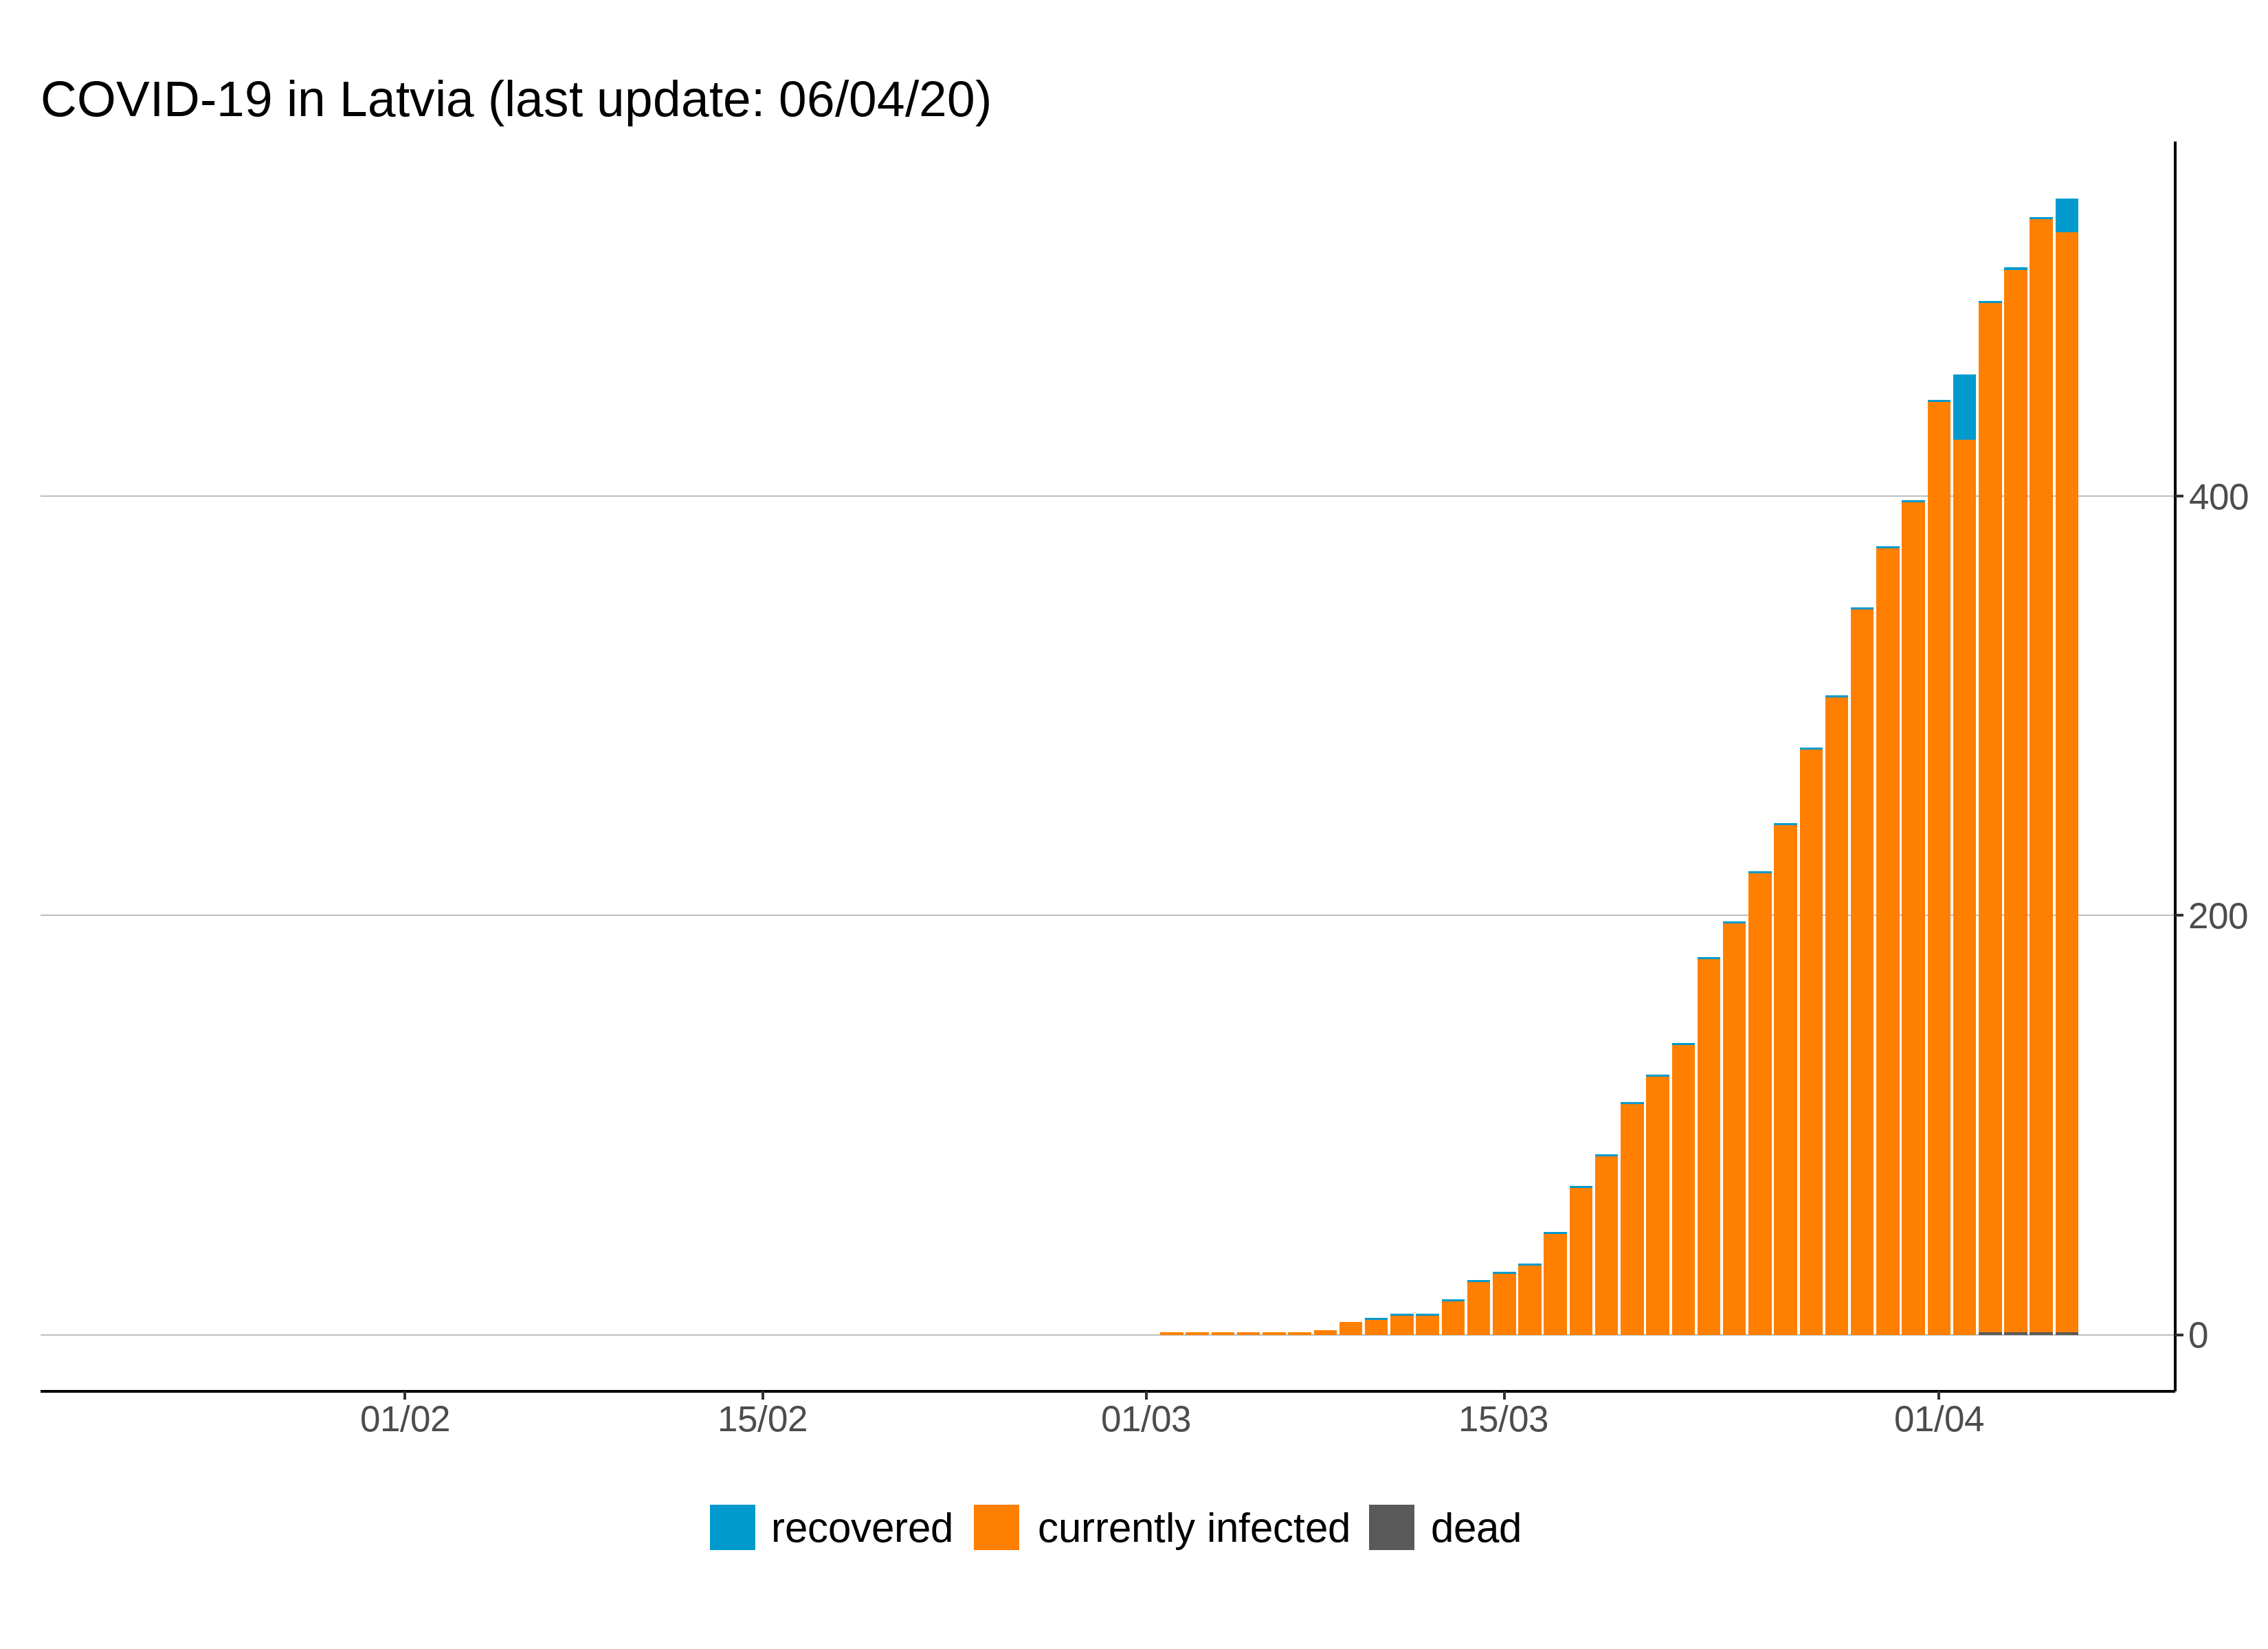 COVID-19 in Latvia (last update: 06/04/20)
400
200
0
01/02 15/02 01/03 15/03 01/04
recovered currently infected dead